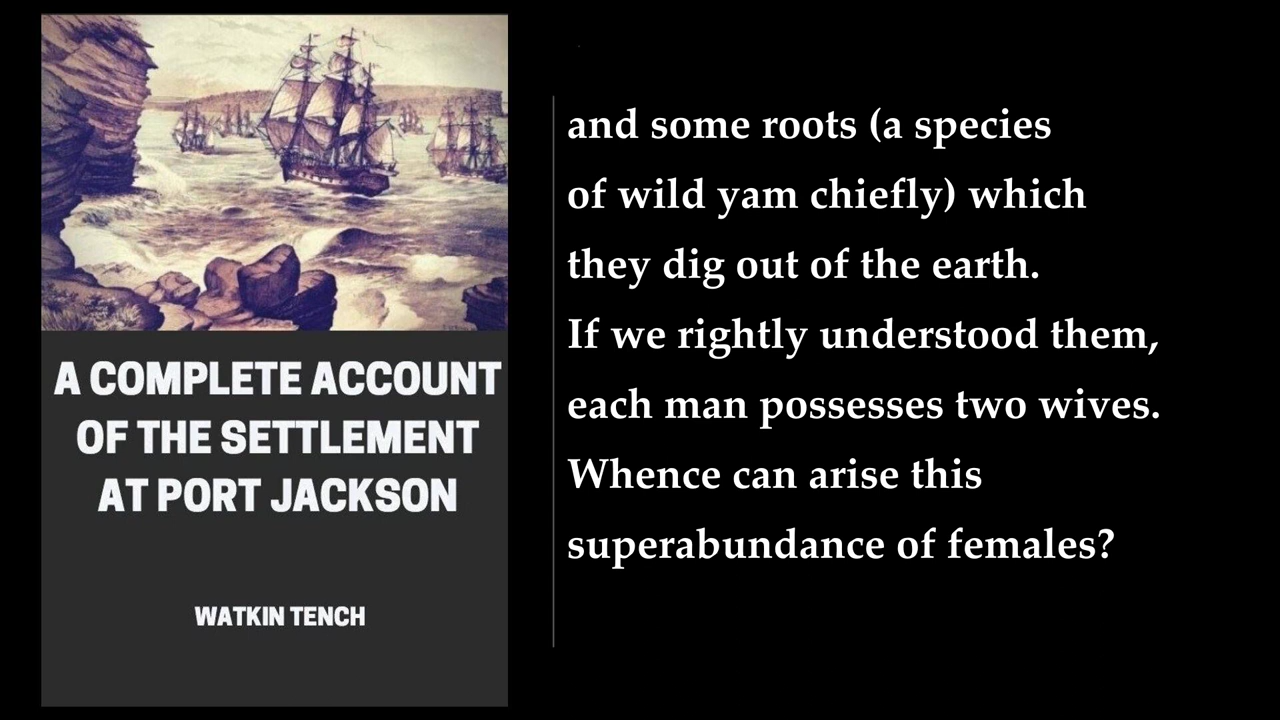 A COMPLETE ACCOUNT
OF THE SETTLEMENT
AT PORT JACKSON
WATKIN TENCH
and some roots (a species
of wild yam chiefly) which
they dig out of the earth.
If we rightly understood them,
each man possesses two wives.
Whence can arise this
superabundance of females?